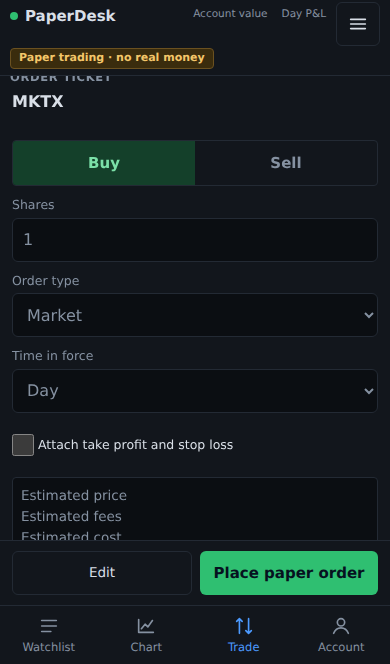 PaperDesk
Account value Day P&L
Paper trading · no real money
ORDER TICKET
MKTX
Buy Sell
Shares
1
Order type
Market
Time in force
Day
Attach take profit and stop loss
Estimated price
Estimated fees
Estimated cost
Edit Place paper order
Watchlist Chart Trade Account